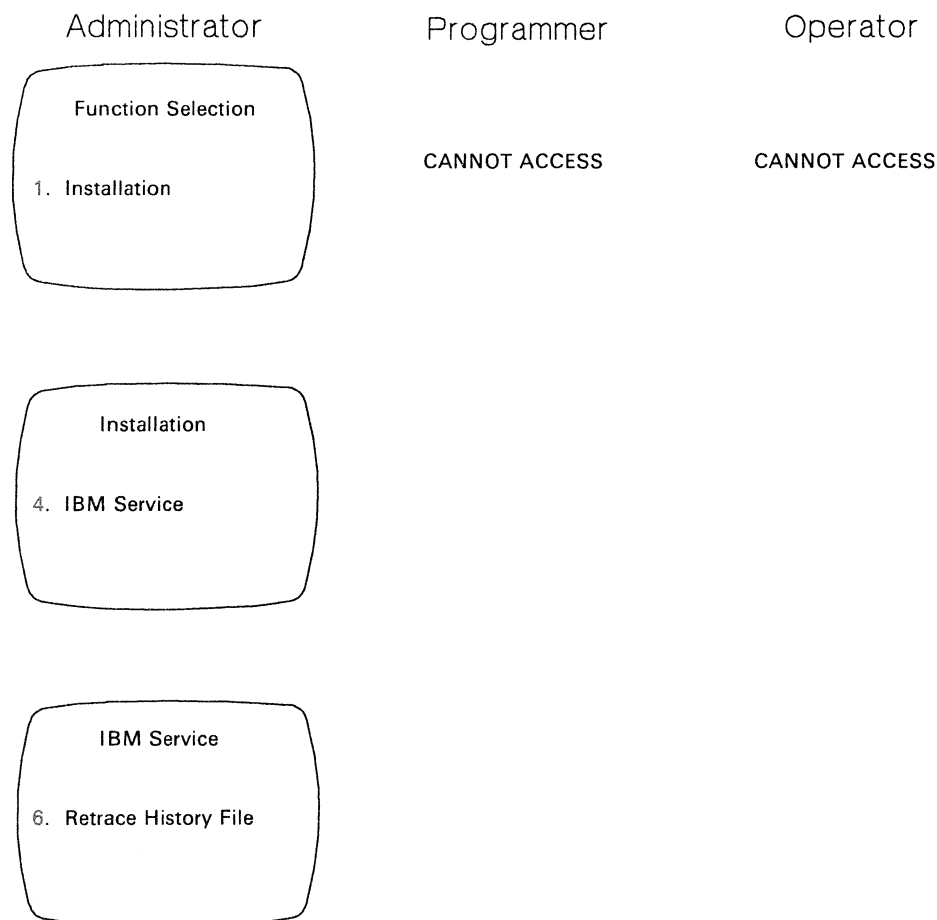 Administrator Programmer Operator
Function Selection
CANNOT ACCESS CANNOT ACCESS
1. Installation
Installation
4. IBM Service
IBM Service
6. Retrace History File